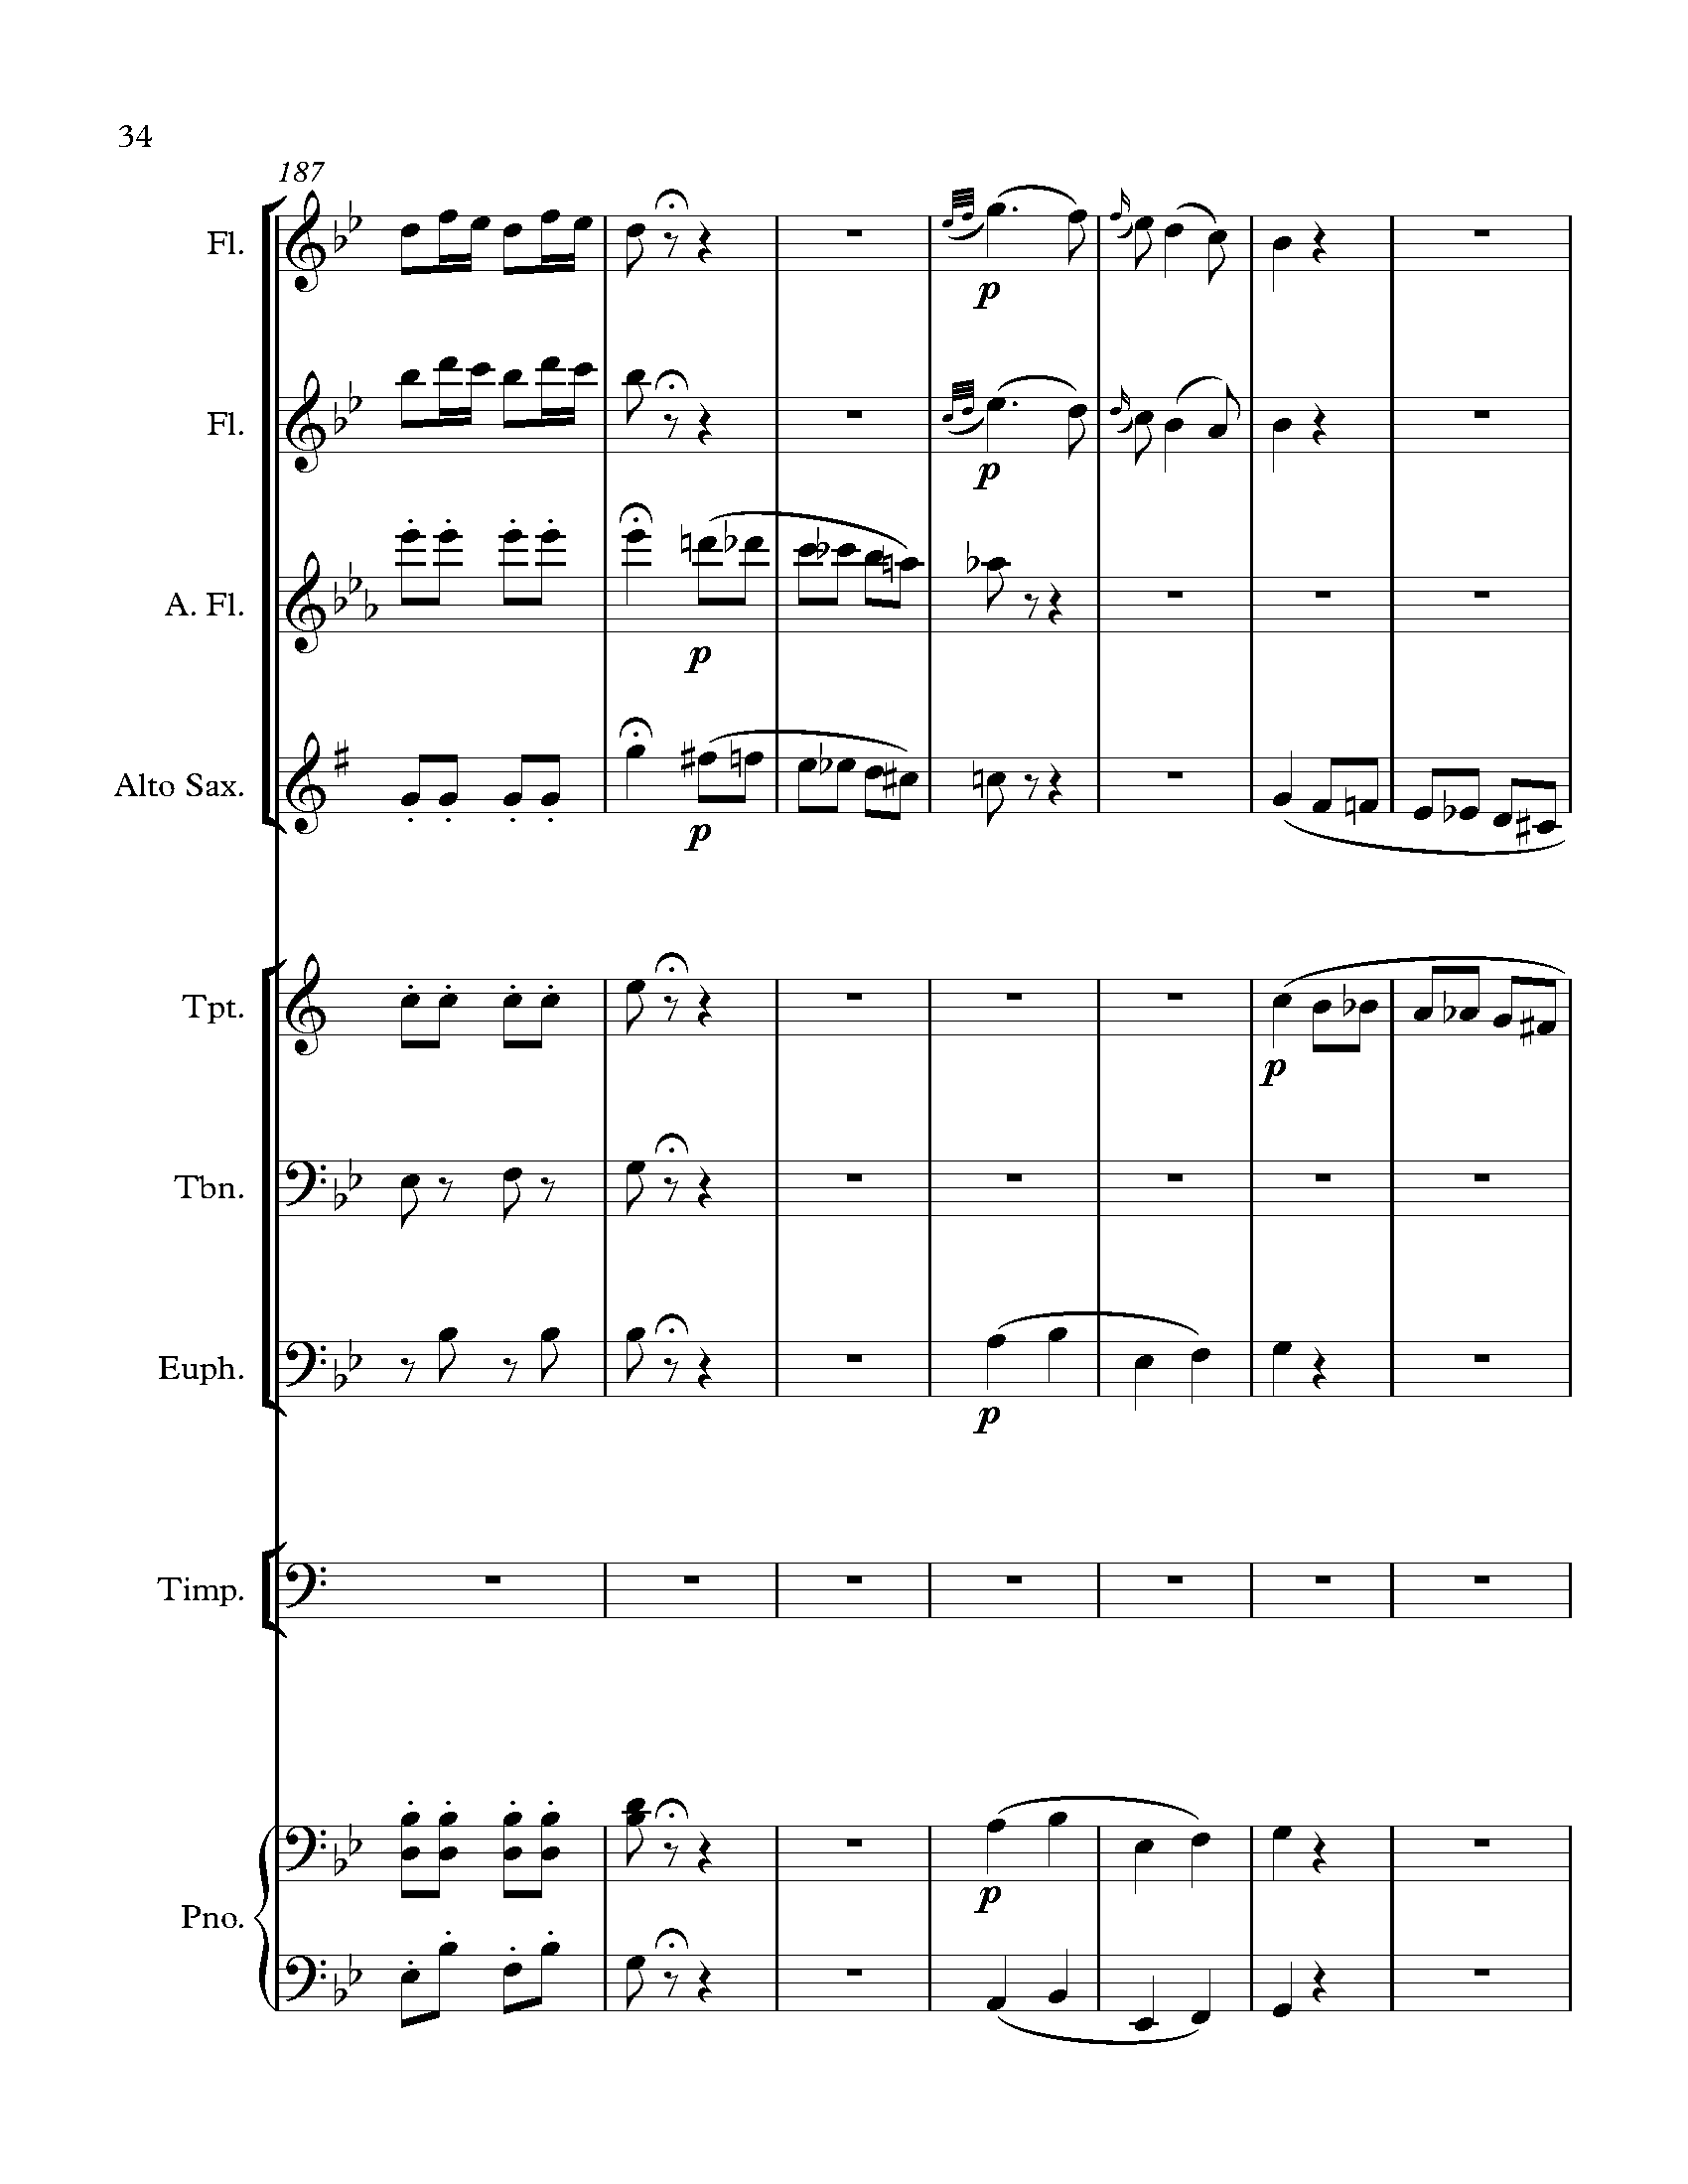 34
187
Fl.
p
Fl.
p
A. Fl.
p
Alto Sax.
p
Tpt.
p
Tbn.
Euph.
p
Timp.
Pno.
p